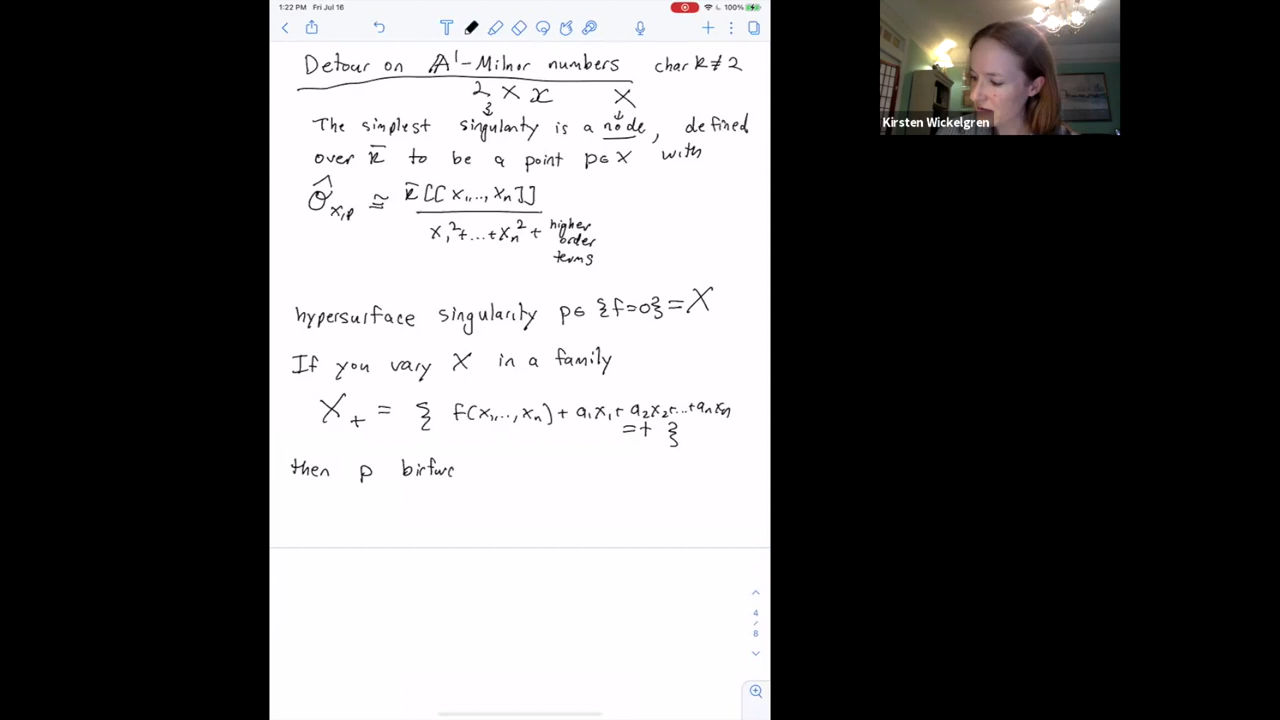 1:22 PM Fri Jul 16
100%
Detour on 𝔸¹-Milnor numbers char k ≠ 2
The simplest singularity is a node, defined
over k̄ to be a point p∈X with
Ô_{X,p} ≅ k̄[[x₁,..,xₙ]]
x₁²+...+xₙ² + higher order terms
hypersurface singularity p∈ {f=0} = X
If you vary X in a family
X_t = { f(x₁,..,xₙ) + a₁x₁+ a₂x₂+...+aₙxₙ
= t }
then p bifurc
Kirsten Wickelgren
4
/
8